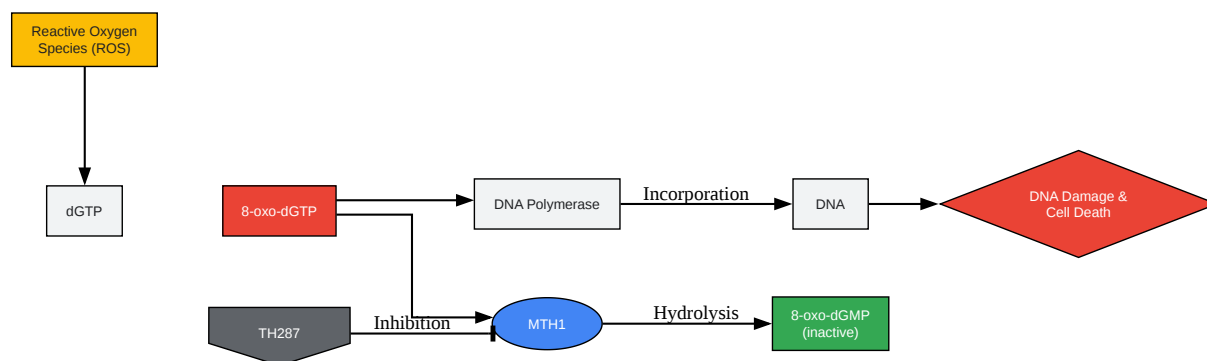 Reactive Oxygen
Species (ROS)
dGTP
8-oxo-dGTP
DNA Polymerase
Incorporation
DNA
DNA Damage &
Cell Death
TH287
Inhibition
MTH1
Hydrolysis
8-oxo-dGMP
(inactive)